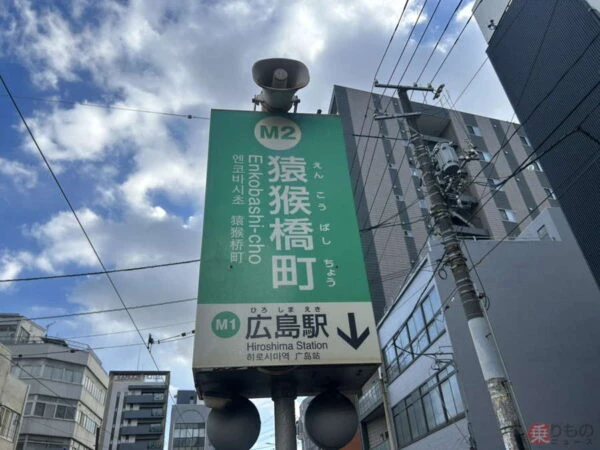 M2
猿猴橋町
えんこうばしちょう
Enkobashi-cho
엔코바시초 猿猴桥町
M1
ひろしまえき
広島駅
Hiroshima Station
히로시마역 广岛站
乗りもの